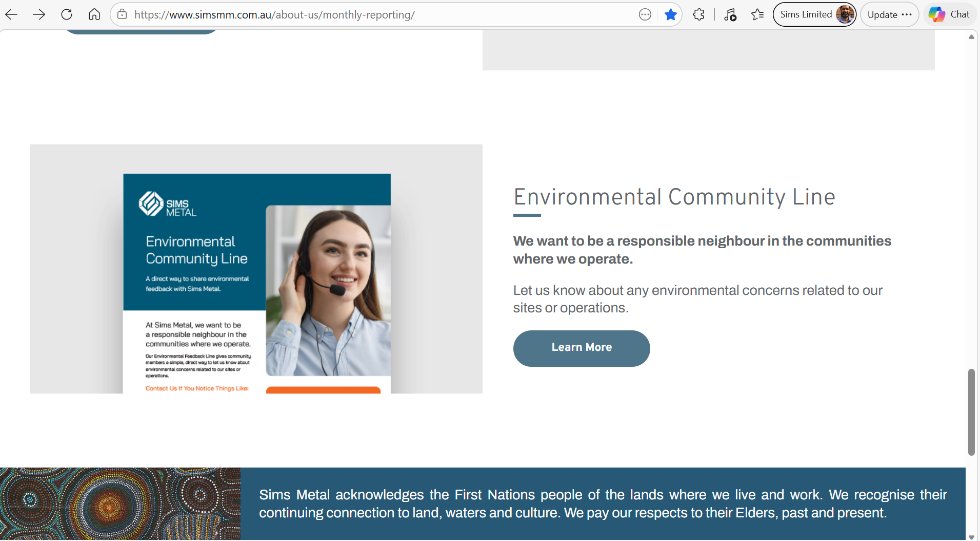 https://www.simsmm.com.au/about-us/monthly-reporting/
Sims Limited
Update
Chat
SIMS
METAL
Environmental
Community Line
A direct way to share environmental
feedback with Sims Metal.
At Sims Metal, we want to be
a responsible neighbour in the
communities where we operate.
Our Environmental Feedback Line gives community
members a simple, direct way to let us know about
environmental concerns related to our sites or
operations.
Contact Us If You Notice Things Like:
Environmental Community Line
We want to be a responsible neighbour in the communities
where we operate.
Let us know about any environmental concerns related to our
sites or operations.
Learn More
Sims Metal acknowledges the First Nations people of the lands where we live and work. We recognise their
continuing connection to land, waters and culture. We pay our respects to their Elders, past and present.